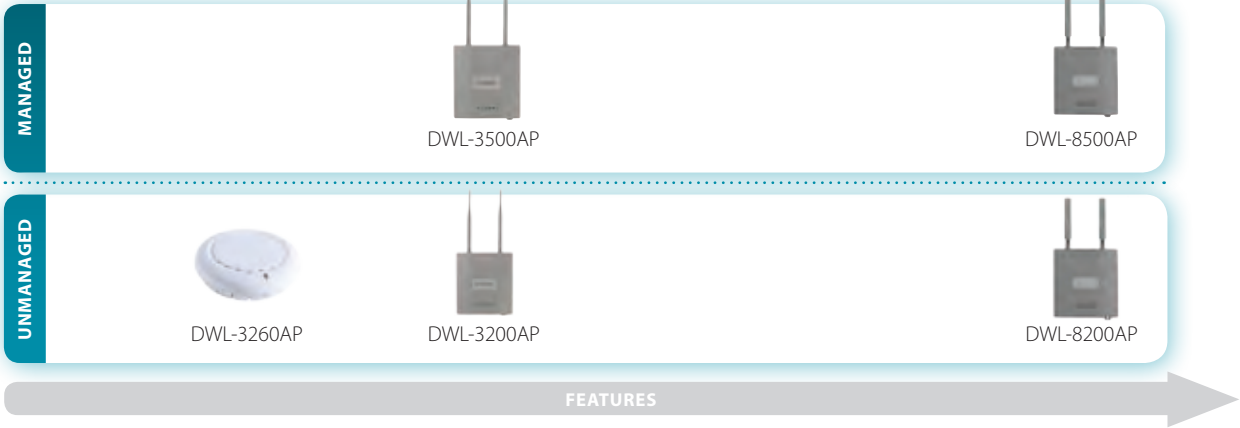 MANAGED
DWL-3500AP
DWL-8500AP
UNMANAGED
DWL-3260AP
DWL-3200AP
DWL-8200AP
FEATURES